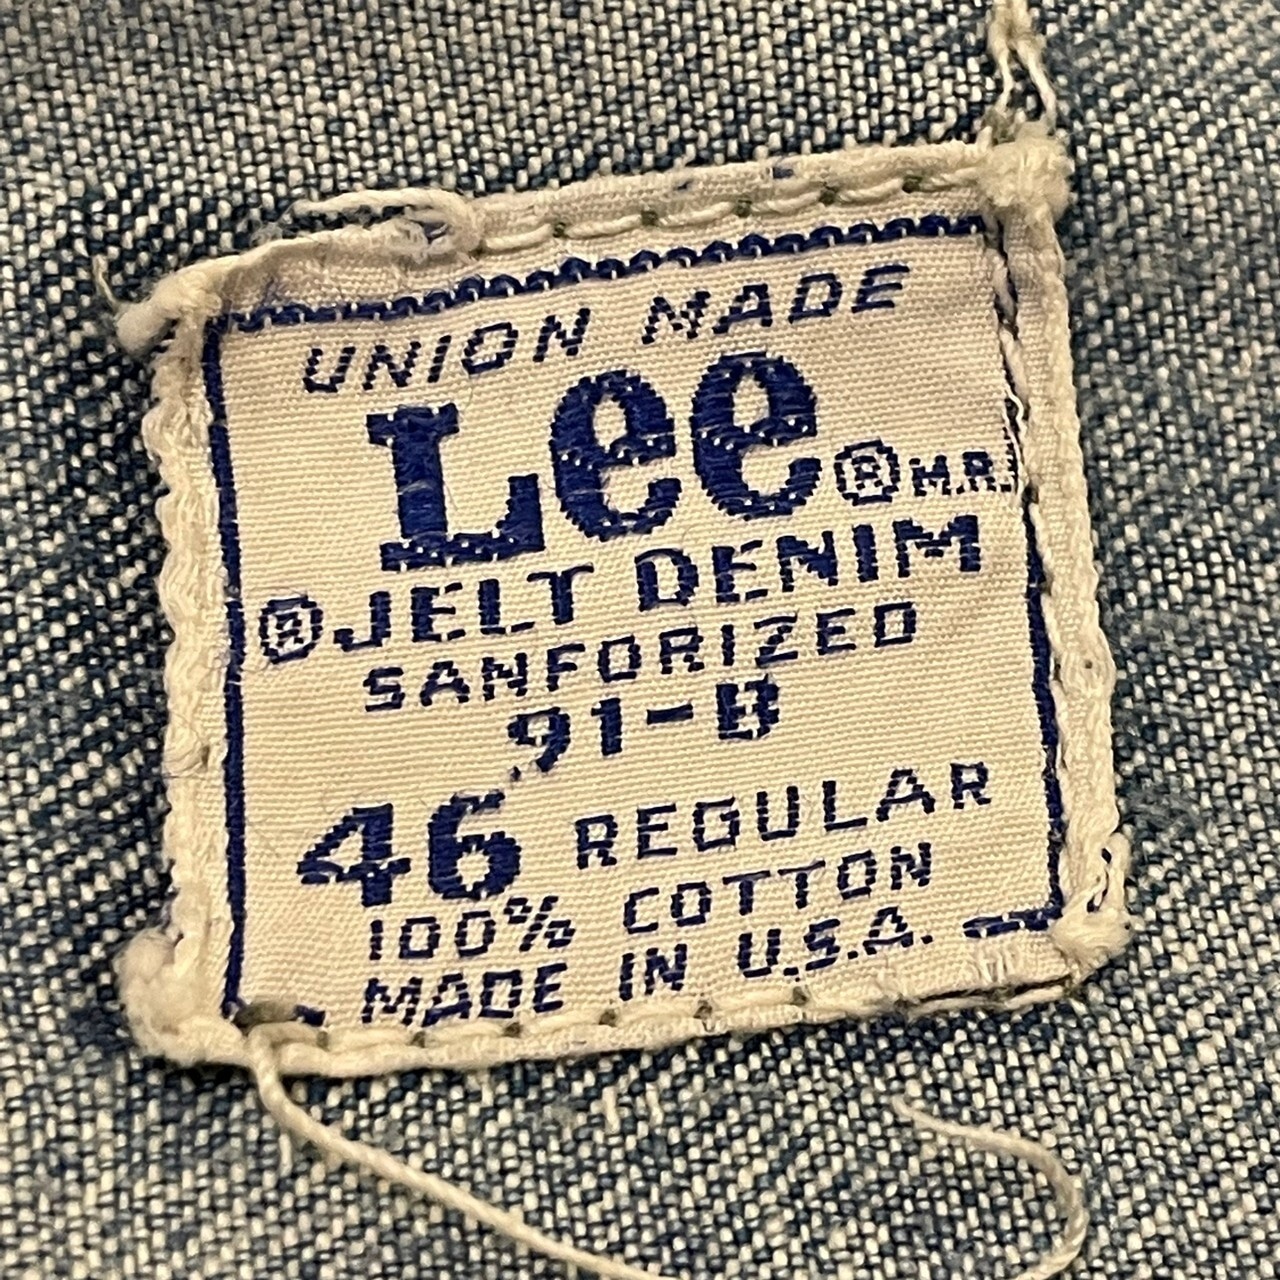 UNION MADE
Lee ® M.R.
® JELT DENIM
SANFORIZED
91-B
46 REGULAR
100% COTTON
MADE IN U.S.A.